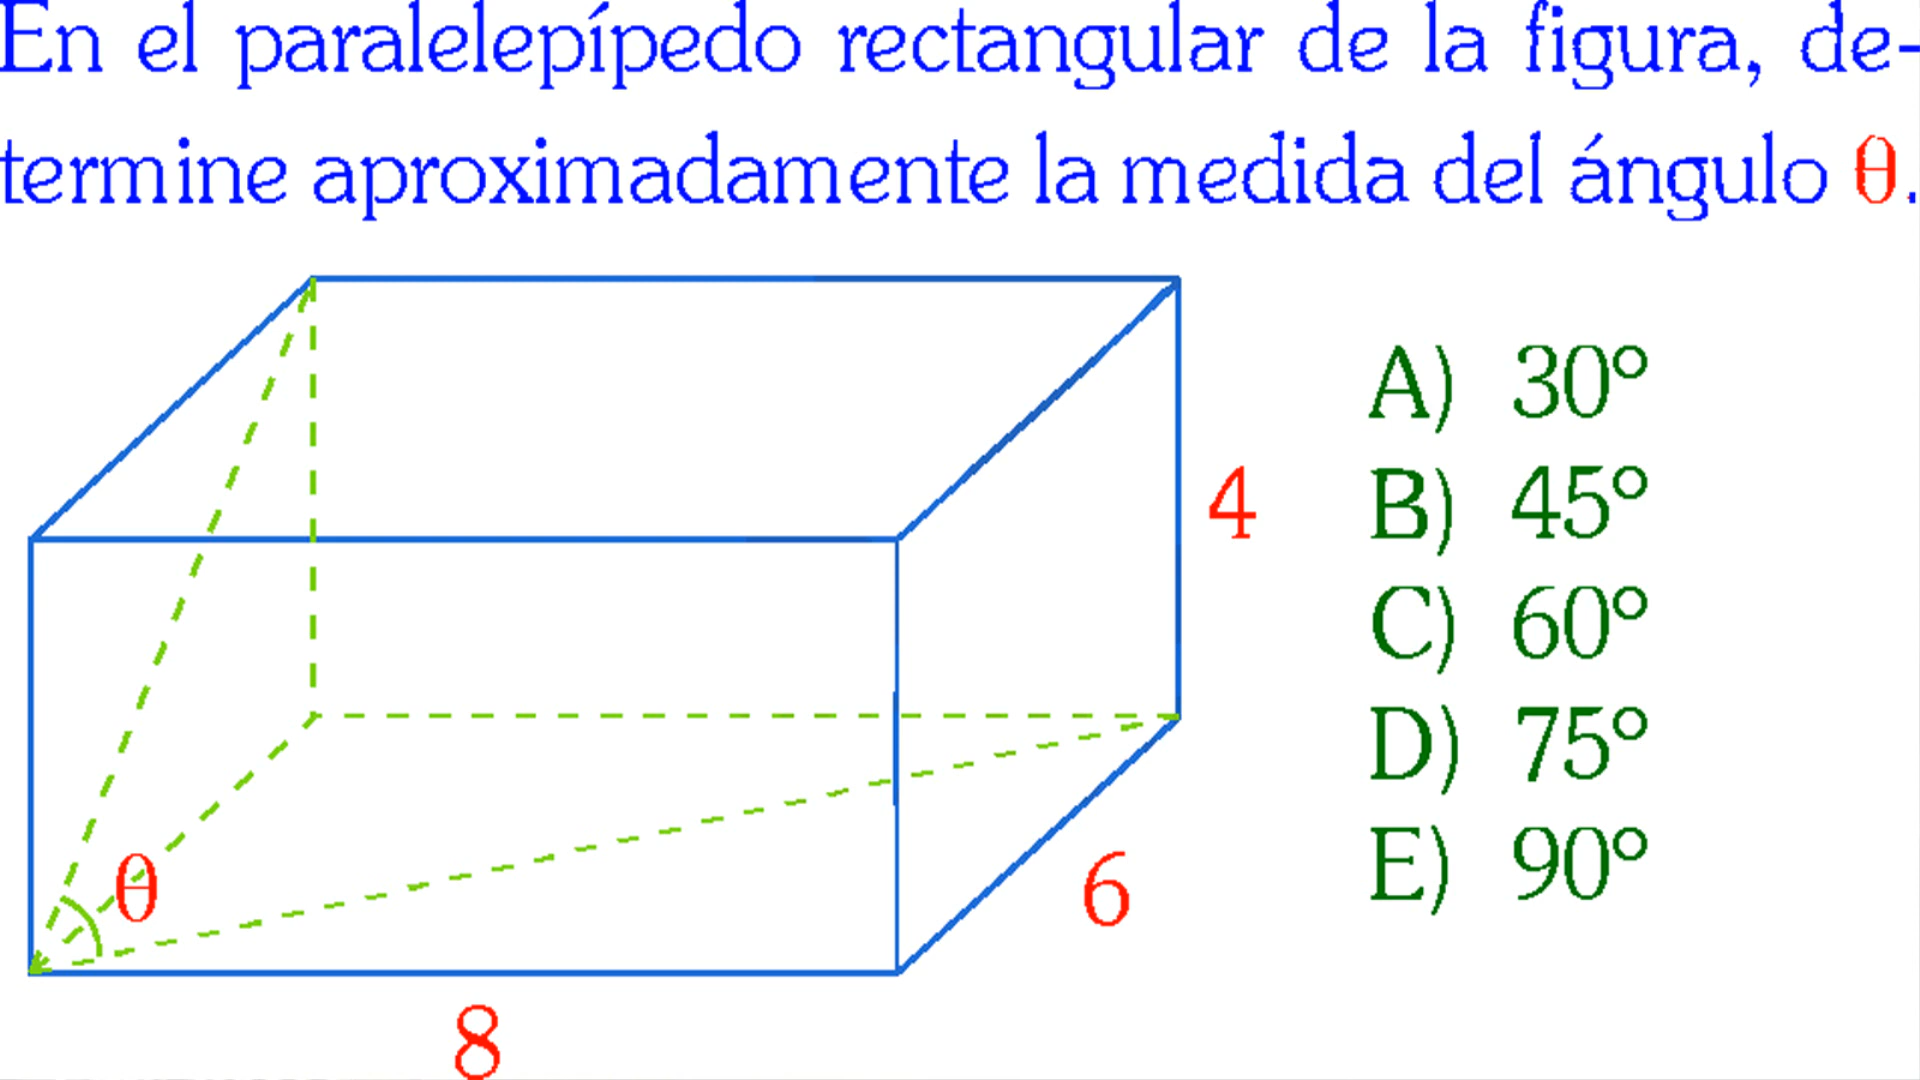 En el paralelepípedo rectangular de la figura, de-
termine aproximadamente la medida del ángulo θ.
A) 30°
4
B) 45°
C) 60°
D) 75°
θ
6
E) 90°
8